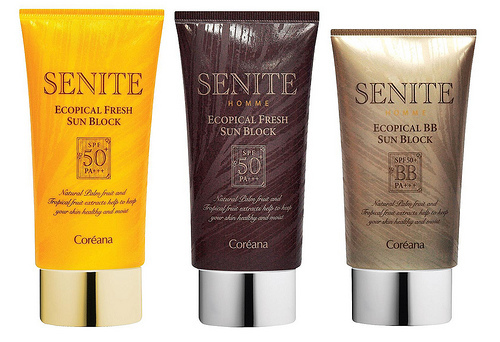 SENITE
ECOPICAL FRESH
SUN BLOCK
SPF
50+
PA+++
Natural Palm fruit and
Tropical fruit extracts help to keep
your skin healthy and moist
Coréana
SENITE
HOMME
ECOPICAL FRESH
SUN BLOCK
SPF
50+
PA+++
Natural Palm fruit and
Tropical fruit extracts help to keep
your skin healthy and moist
Coréana
SENITE
HOMME
ECOPICAL BB
SUN BLOCK
SPF50+
BB
PA+++
Natural Palm fruit and
Tropical fruit extracts help to keep
your skin healthy and moist
Coréana